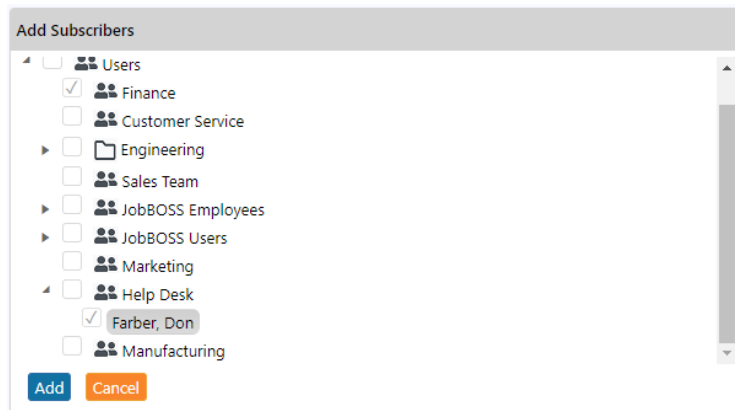 Add Subscribers
Users
Finance
Customer Service
Engineering
Sales Team
JobBOSS Employees
JobBOSS Users
Marketing
Help Desk
Farber, Don
Manufacturing
Add Cancel